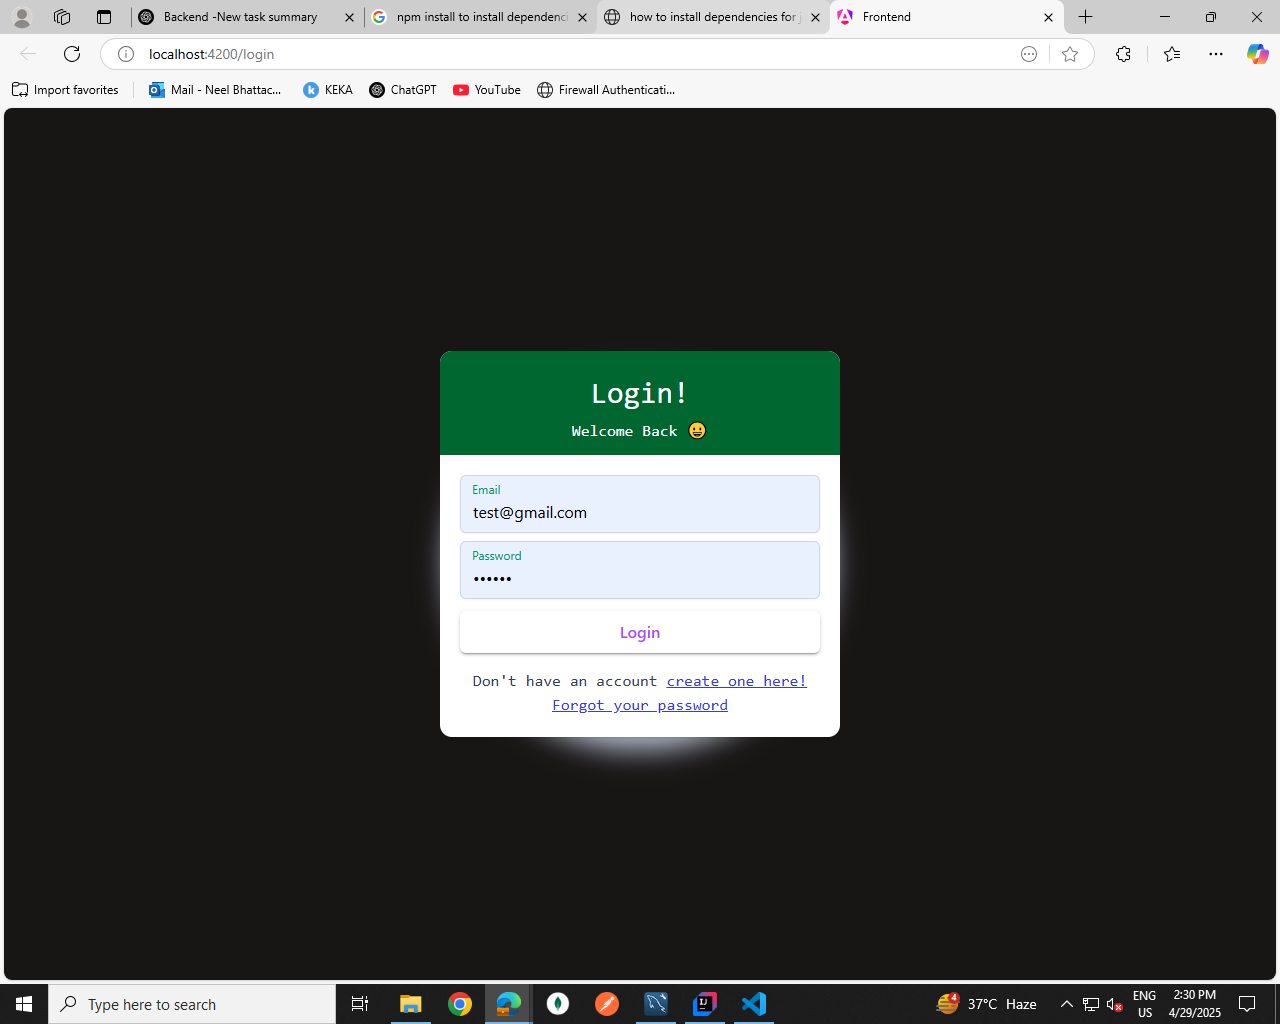 Backend -New task summary
npm install to install dependenci
how to install dependencies for j
Frontend
localhost:4200/login
Import favorites
Mail - Neel Bhattac...
KEKA
ChatGPT
YouTube
Firewall Authenticati...
Login!
Welcome Back 😀
Email
test@gmail.com
Password
••••••
Login
Don't have an account create one here!
Forgot your password
Type here to search
4
37°C Haze
ENG
US
2:30 PM
4/29/2025